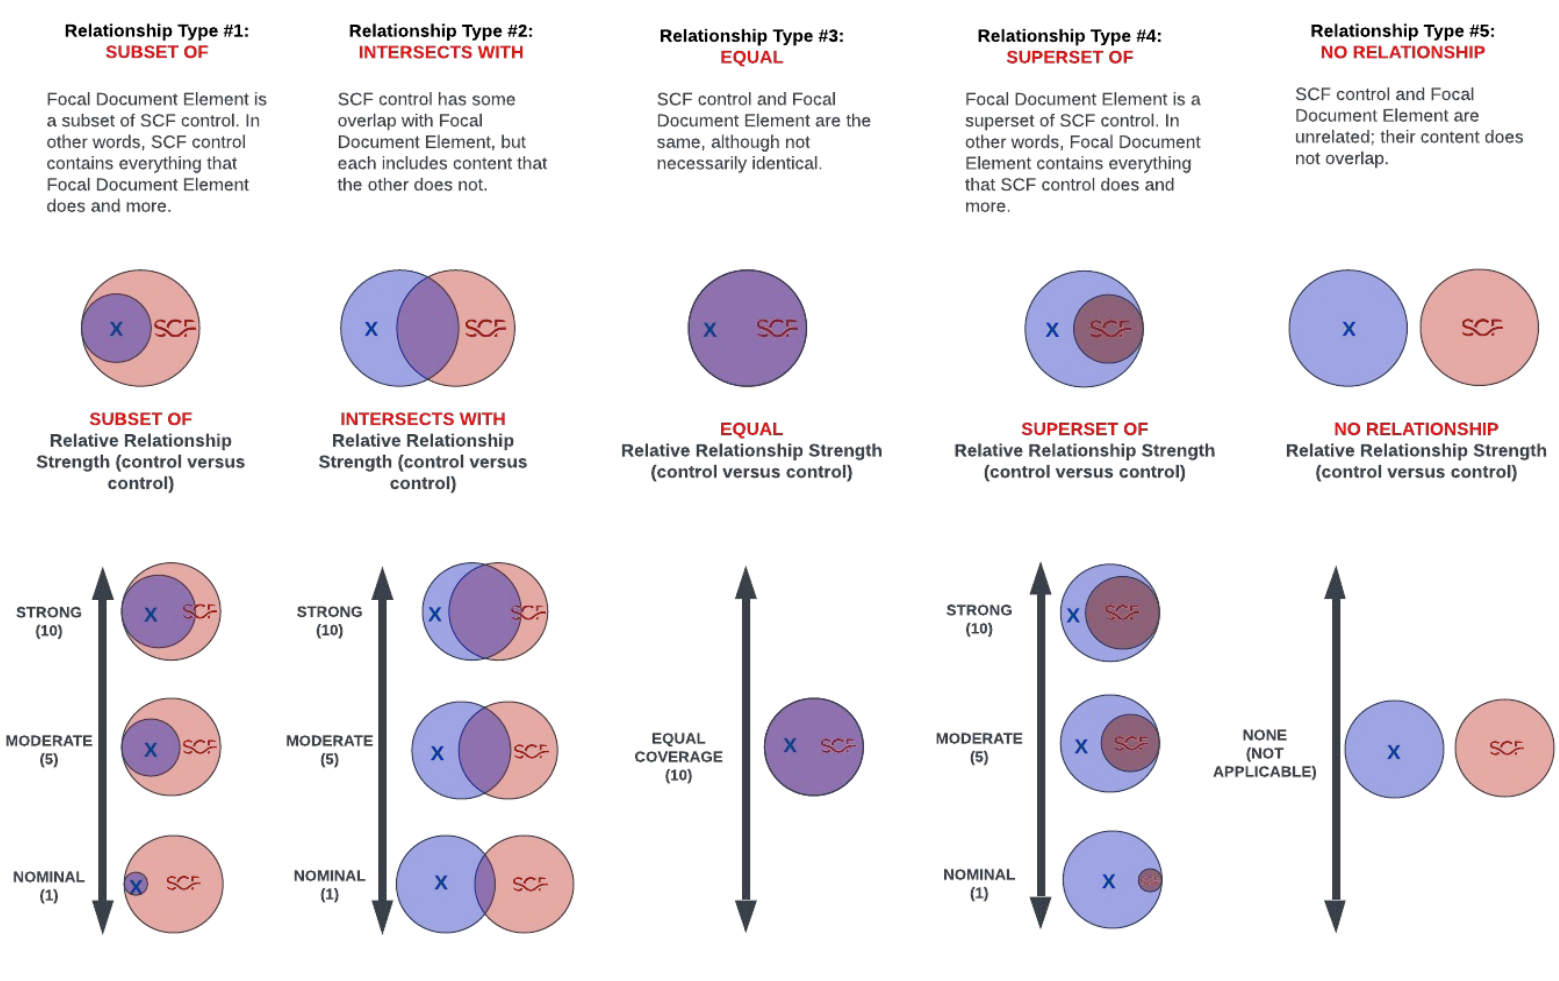 Relationship Type #1:
SUBSET OF
Focal Document Element is
a subset of SCF control. In
other words, SCF control
contains everything that
Focal Document Element
does and more.
X
SCF
SUBSET OF
Relative Relationship
Strength (control versus
control)
STRONG
(10)
X
SCF
MODERATE
(5)
X
SCF
NOMINAL
(1)
X
SCF
Relationship Type #2:
INTERSECTS WITH
SCF control has some
overlap with Focal
Document Element, but
each includes content that
the other does not.
X
SCF
INTERSECTS WITH
Relative Relationship
Strength (control versus
control)
STRONG
(10)
X
SCF
MODERATE
(5)
X
SCF
NOMINAL
(1)
X
SCF
Relationship Type #3:
EQUAL
SCF control and Focal
Document Element are the
same, although not
necessarily identical.
X
SCF
EQUAL
Relative Relationship Strength
(control versus control)
EQUAL
COVERAGE
(10)
X
SCF
Relationship Type #4:
SUPERSET OF
Focal Document Element is a
superset of SCF control. In
other words, Focal Document
Element contains everything
that SCF control does and
more.
X
SCF
SUPERSET OF
Relative Relationship Strength
(control versus control)
STRONG
(10)
X
SCF
MODERATE
(5)
X
SCF
NOMINAL
(1)
X
SCF
Relationship Type #5:
NO RELATIONSHIP
SCF control and Focal
Document Element are
unrelated; their content does
not overlap.
X
SCF
NO RELATIONSHIP
Relative Relationship Strength
(control versus control)
NONE
(NOT
APPLICABLE)
X
SCF